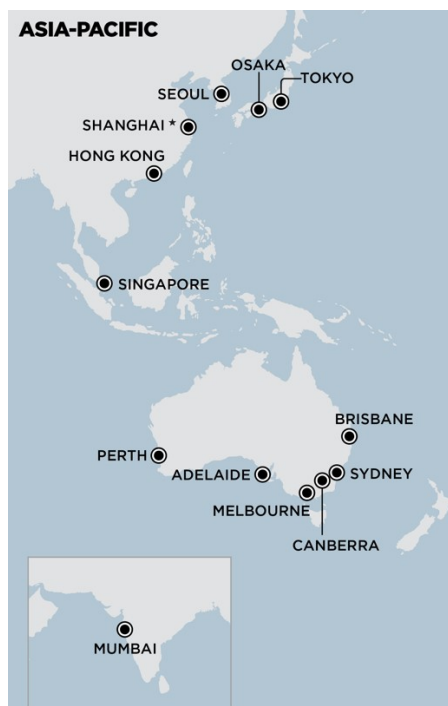 ASIA-PACIFIC
OSAKA
TOKYO
SEOUL
SHANGHAI ★
HONG KONG
SINGAPORE
BRISBANE
PERTH
ADELAIDE
SYDNEY
MELBOURNE
CANBERRA
MUMBAI